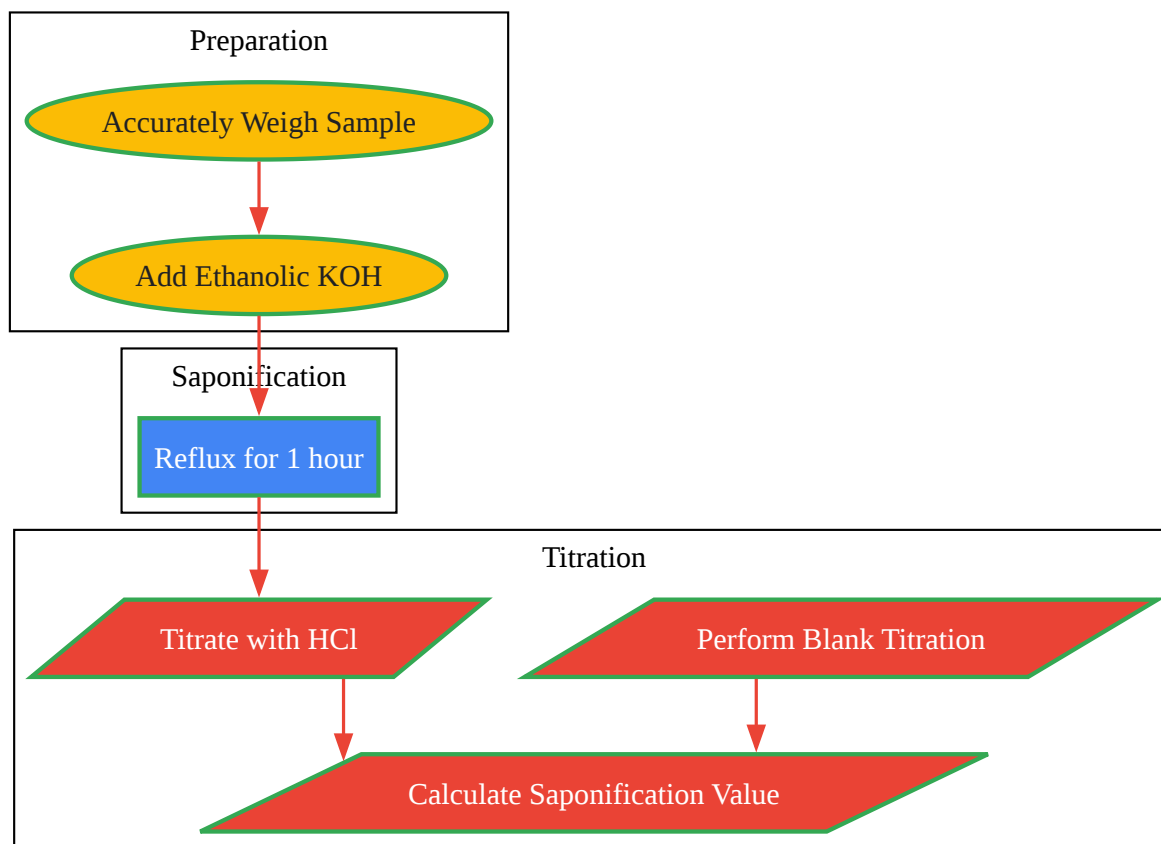 Preparation
Accurately Weigh Sample
Add Ethanolic KOH
Saponification
Reflux for 1 hour
Titration
Titrate with HCl
Perform Blank Titration
Calculate Saponification Value